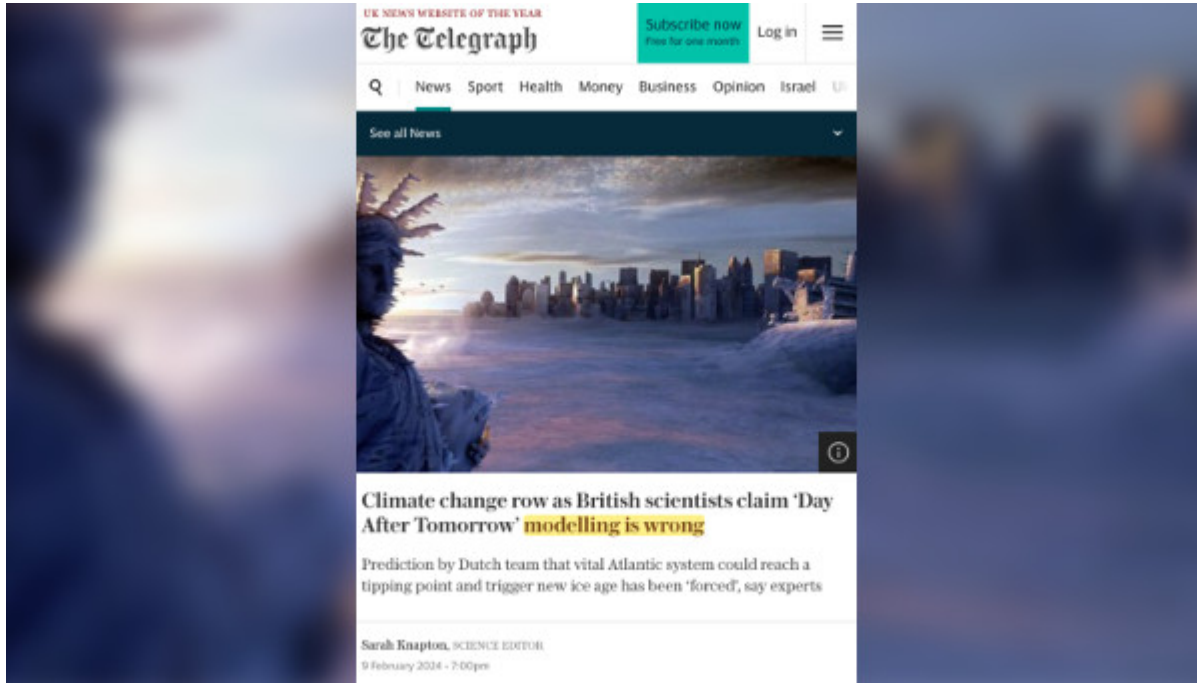 UK NEWS WEBSITE OF THE YEAR
The Telegraph
Subscribe now
Free for one month
Log in
News Sport Health Money Business Opinion Israel U
See all News
Climate change row as British scientists claim ‘Day
After Tomorrow’ modelling is wrong
Prediction by Dutch team that vital Atlantic system could reach a
tipping point and trigger new ice age has been ‘forced’, say experts
Sarah Knapton, SCIENCE EDITOR
9 February 2024 • 7:00pm